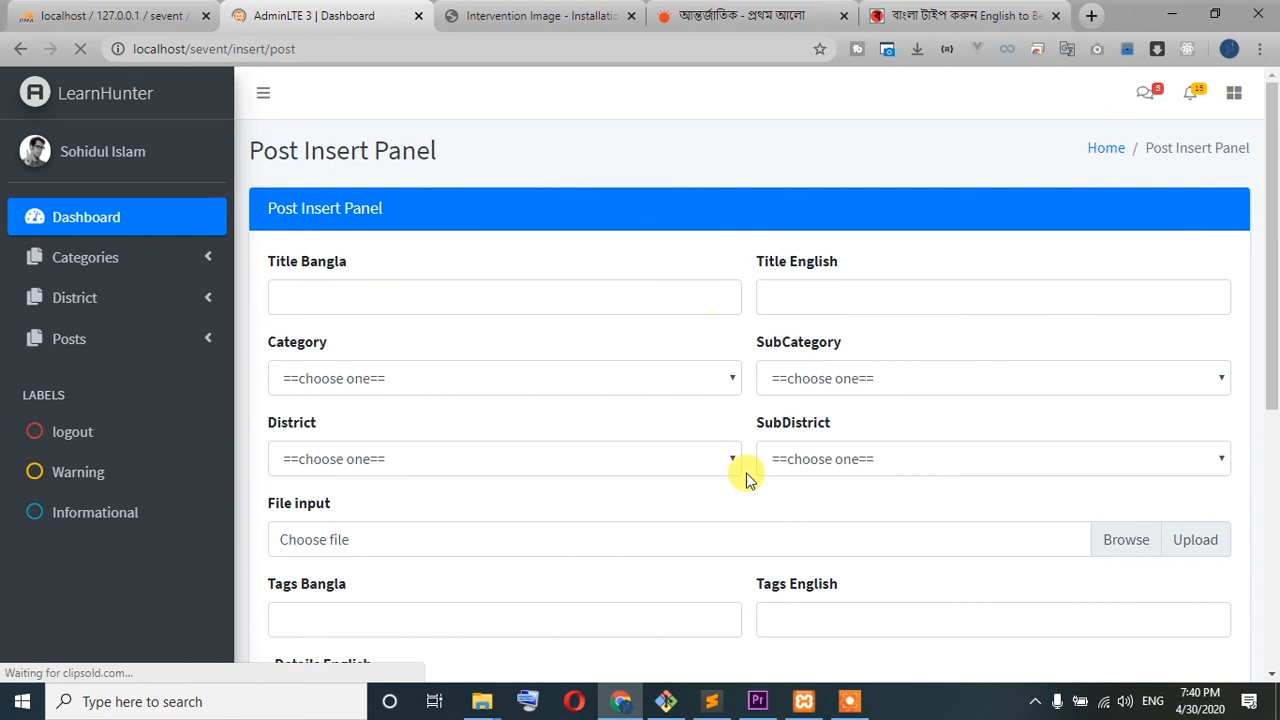 localhost / 127.0.0.1 / sevent /
AdminLTE 3 | Dashboard
Intervention Image - Installatio
আন্তর্জাতিক - প্রথম আলো
বাংলা টাইপ করুন English to Be
localhost/sevent/insert/post
LearnHunter
3
15
Sohidul Islam
Post Insert Panel
Home / Post Insert Panel
Dashboard
Categories
District
Posts
LABELS
logout
Warning
Informational
Post Insert Panel
Title Bangla
Title English
Category
SubCategory
==choose one==
==choose one==
District
SubDistrict
==choose one==
==choose one==
File input
Choose file
Browse
Upload
Tags Bangla
Tags English
Details English
Waiting for clipsold.com...
Type here to search
ENG
7:40 PM
4/30/2020